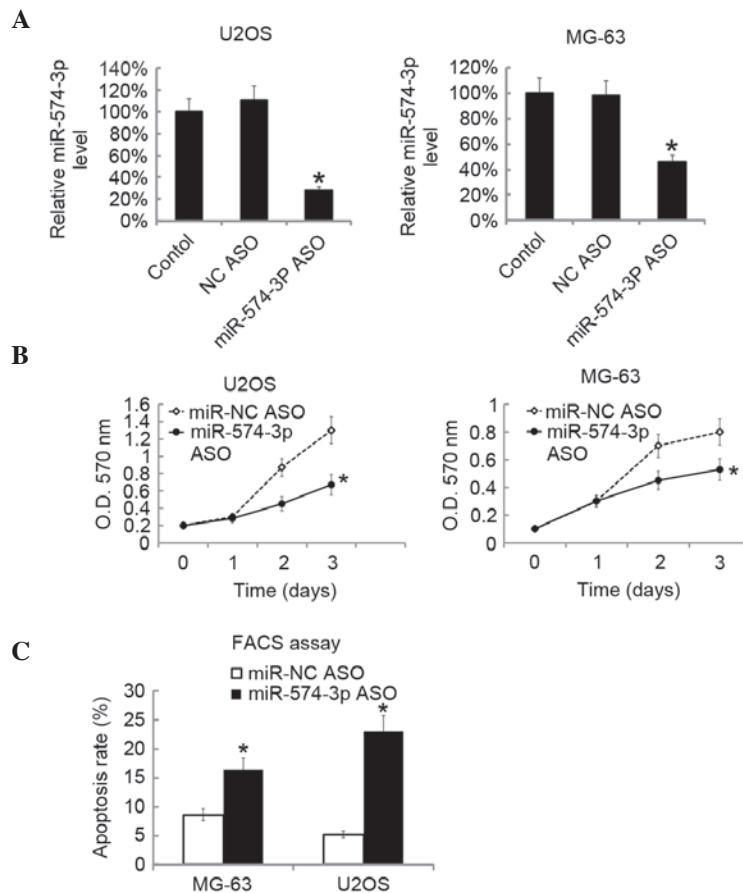 A
U2OS
MG-63
Relative miR-574-3p
level
140%
120%
100%
80%
60%
40%
20%
0%
*
Contol
NC ASO
miR-574-3P ASO
Relative miR-574-3p
level
120%
100%
80%
60%
40%
20%
0%
*
Control
NC ASO
miR-574-3P ASO
B
U2OS
O.D. 570 nm
1.6
1.4
1.2
1
0.8
0.6
0.4
0.2
0
miR-NC ASO
miR-574-3p
ASO
*
0 1 2 3
Time (days)
MG-63
O.D. 570 nm
1
0.8
0.6
0.4
0.2
0
miR-NC ASO
miR-574-3p
ASO
*
0 1 2 3
Time (days)
C
FACS assay
miR-NC ASO
miR-574-3p ASO
Apoptosis rate (%)
30
25
20
15
10
5
0
*
*
MG-63 U2OS